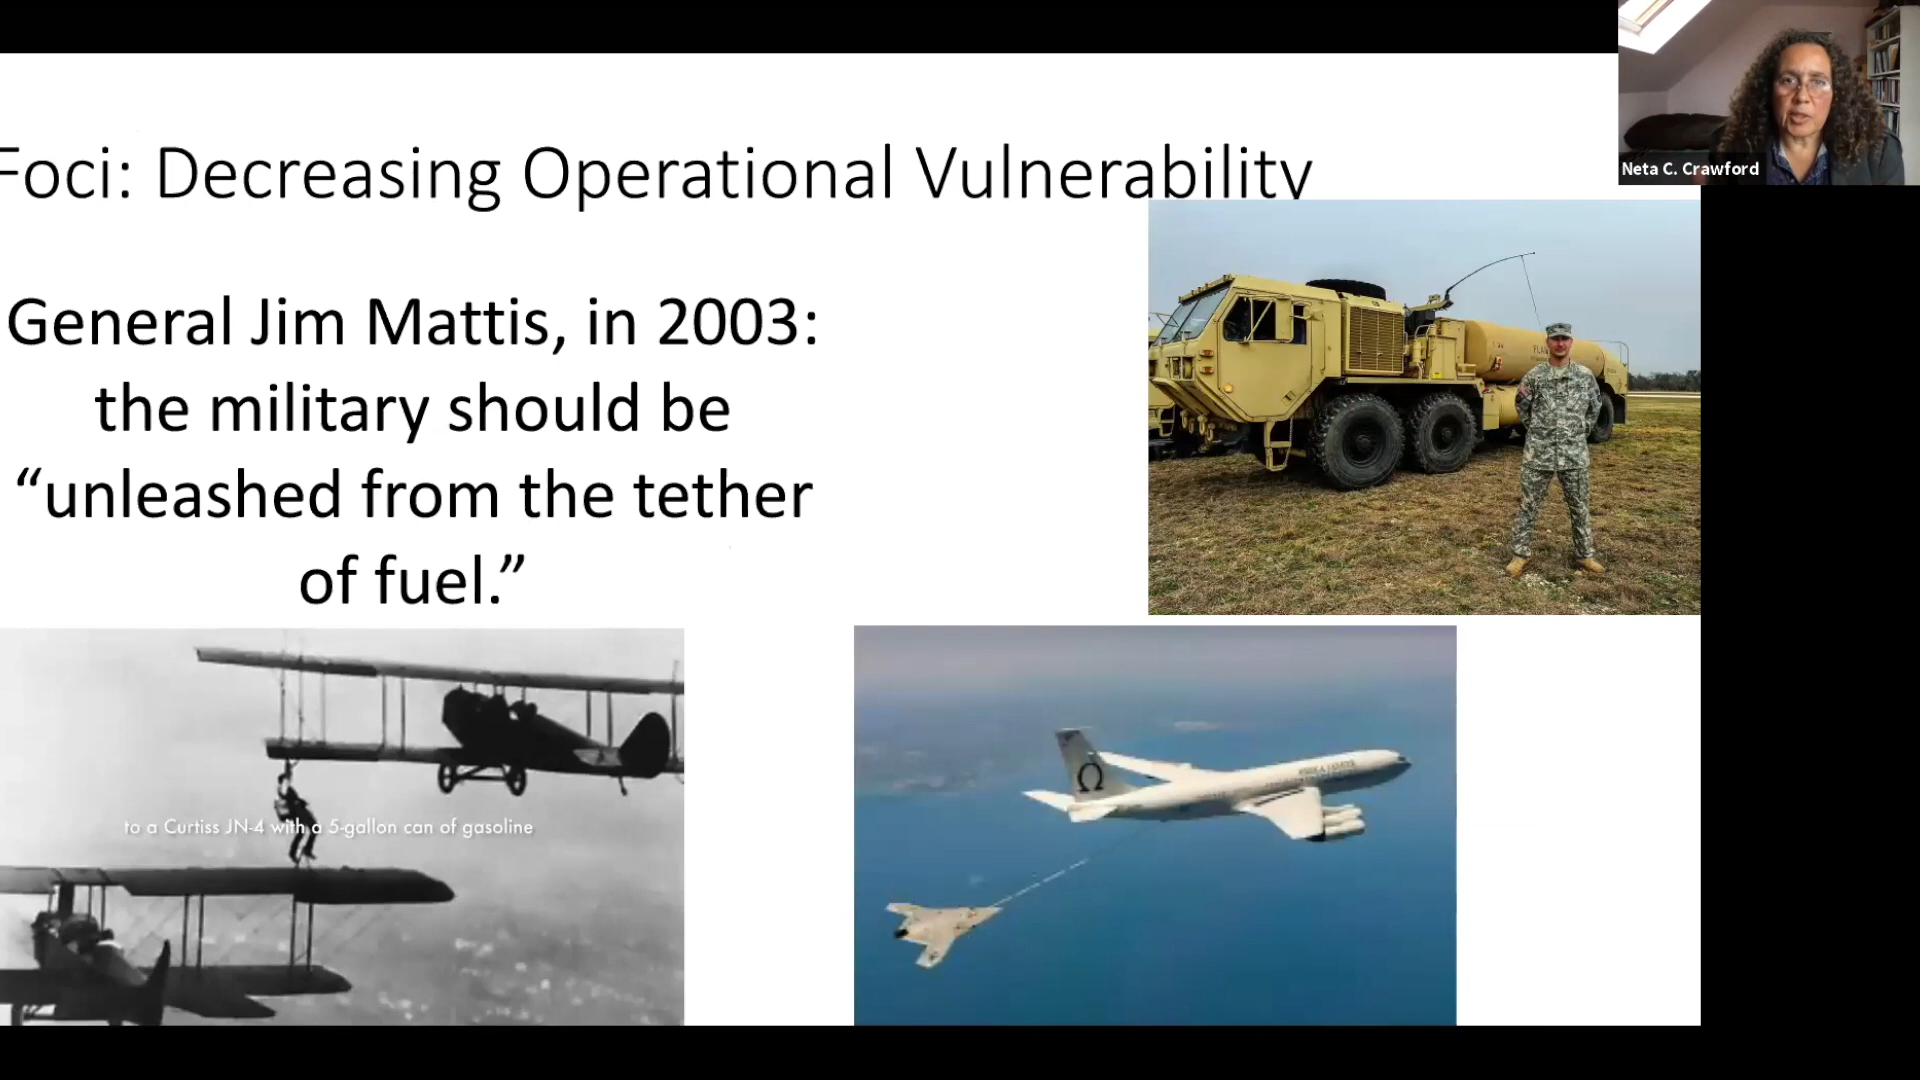 Foci: Decreasing Operational Vulnerability
Neta C. Crawford
General Jim Mattis, in 2003:
the military should be
“unleashed from the tether
of fuel.”
to a Curtiss JN-4 with a 5-gallon can of gasoline
Ω